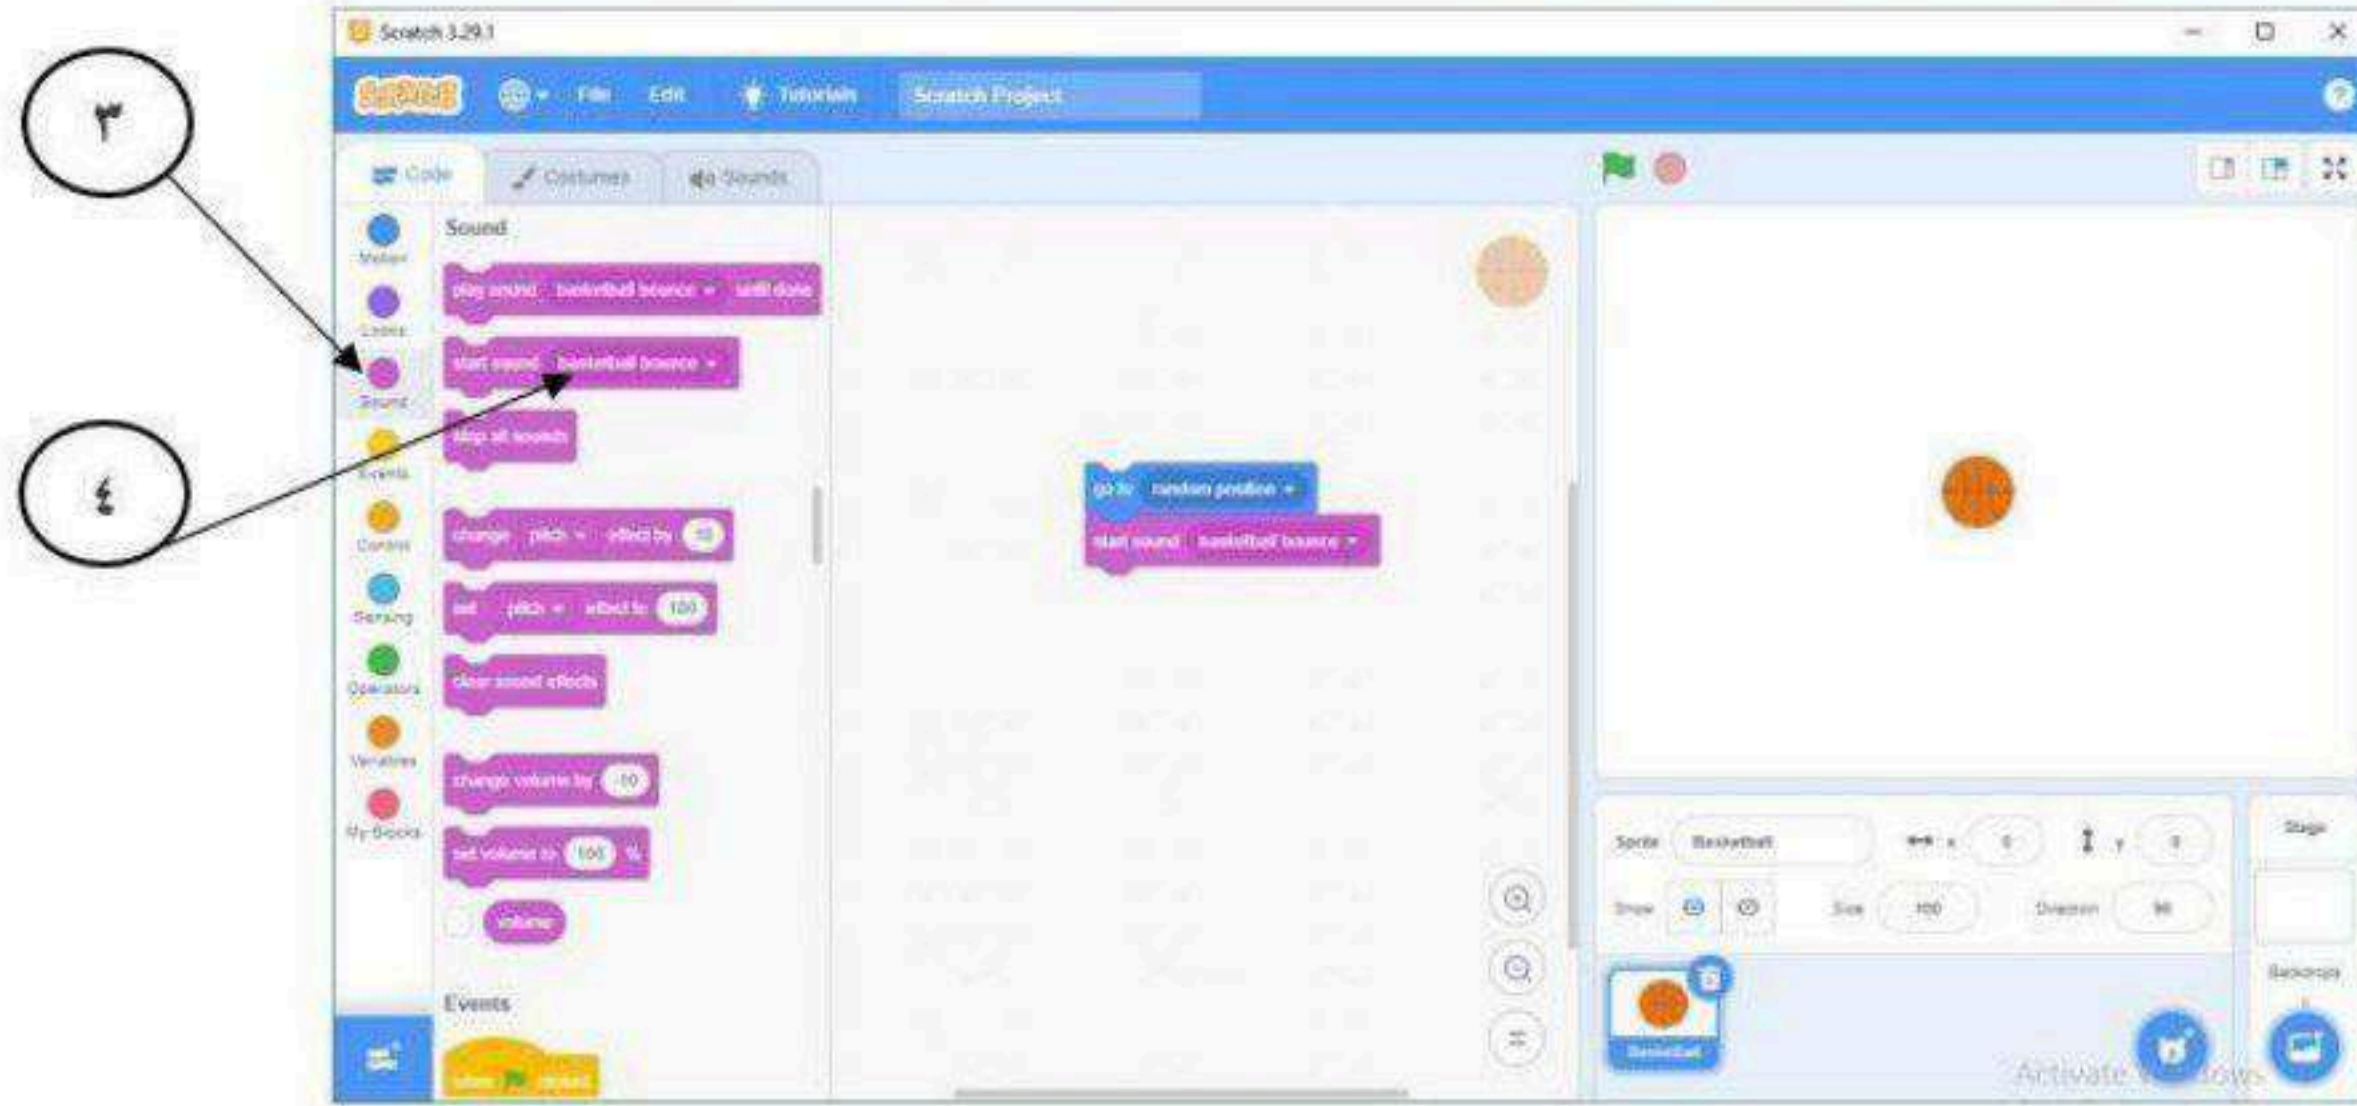 Scratch 3.29.1
SCRATCH File Edit Tutorials Scratch Project
٣
Code Costumes Sounds
Motion
Looks
Sound
Events
Control
Sensing
Operators
Variables
My Blocks
٤
Sound
play sound basketball bounce until done
start sound basketball bounce
stop all sounds
change pitch effect by 10
set pitch effect to 100
clear sound effects
change volume by -10
set volume to 100 %
volume
Events
when clicked
go to random position
start sound basketball bounce
Sprite Basketball x 0 y 0
Show Size 100 Direction 90
Basketball
Stage
Backdrops
Activate